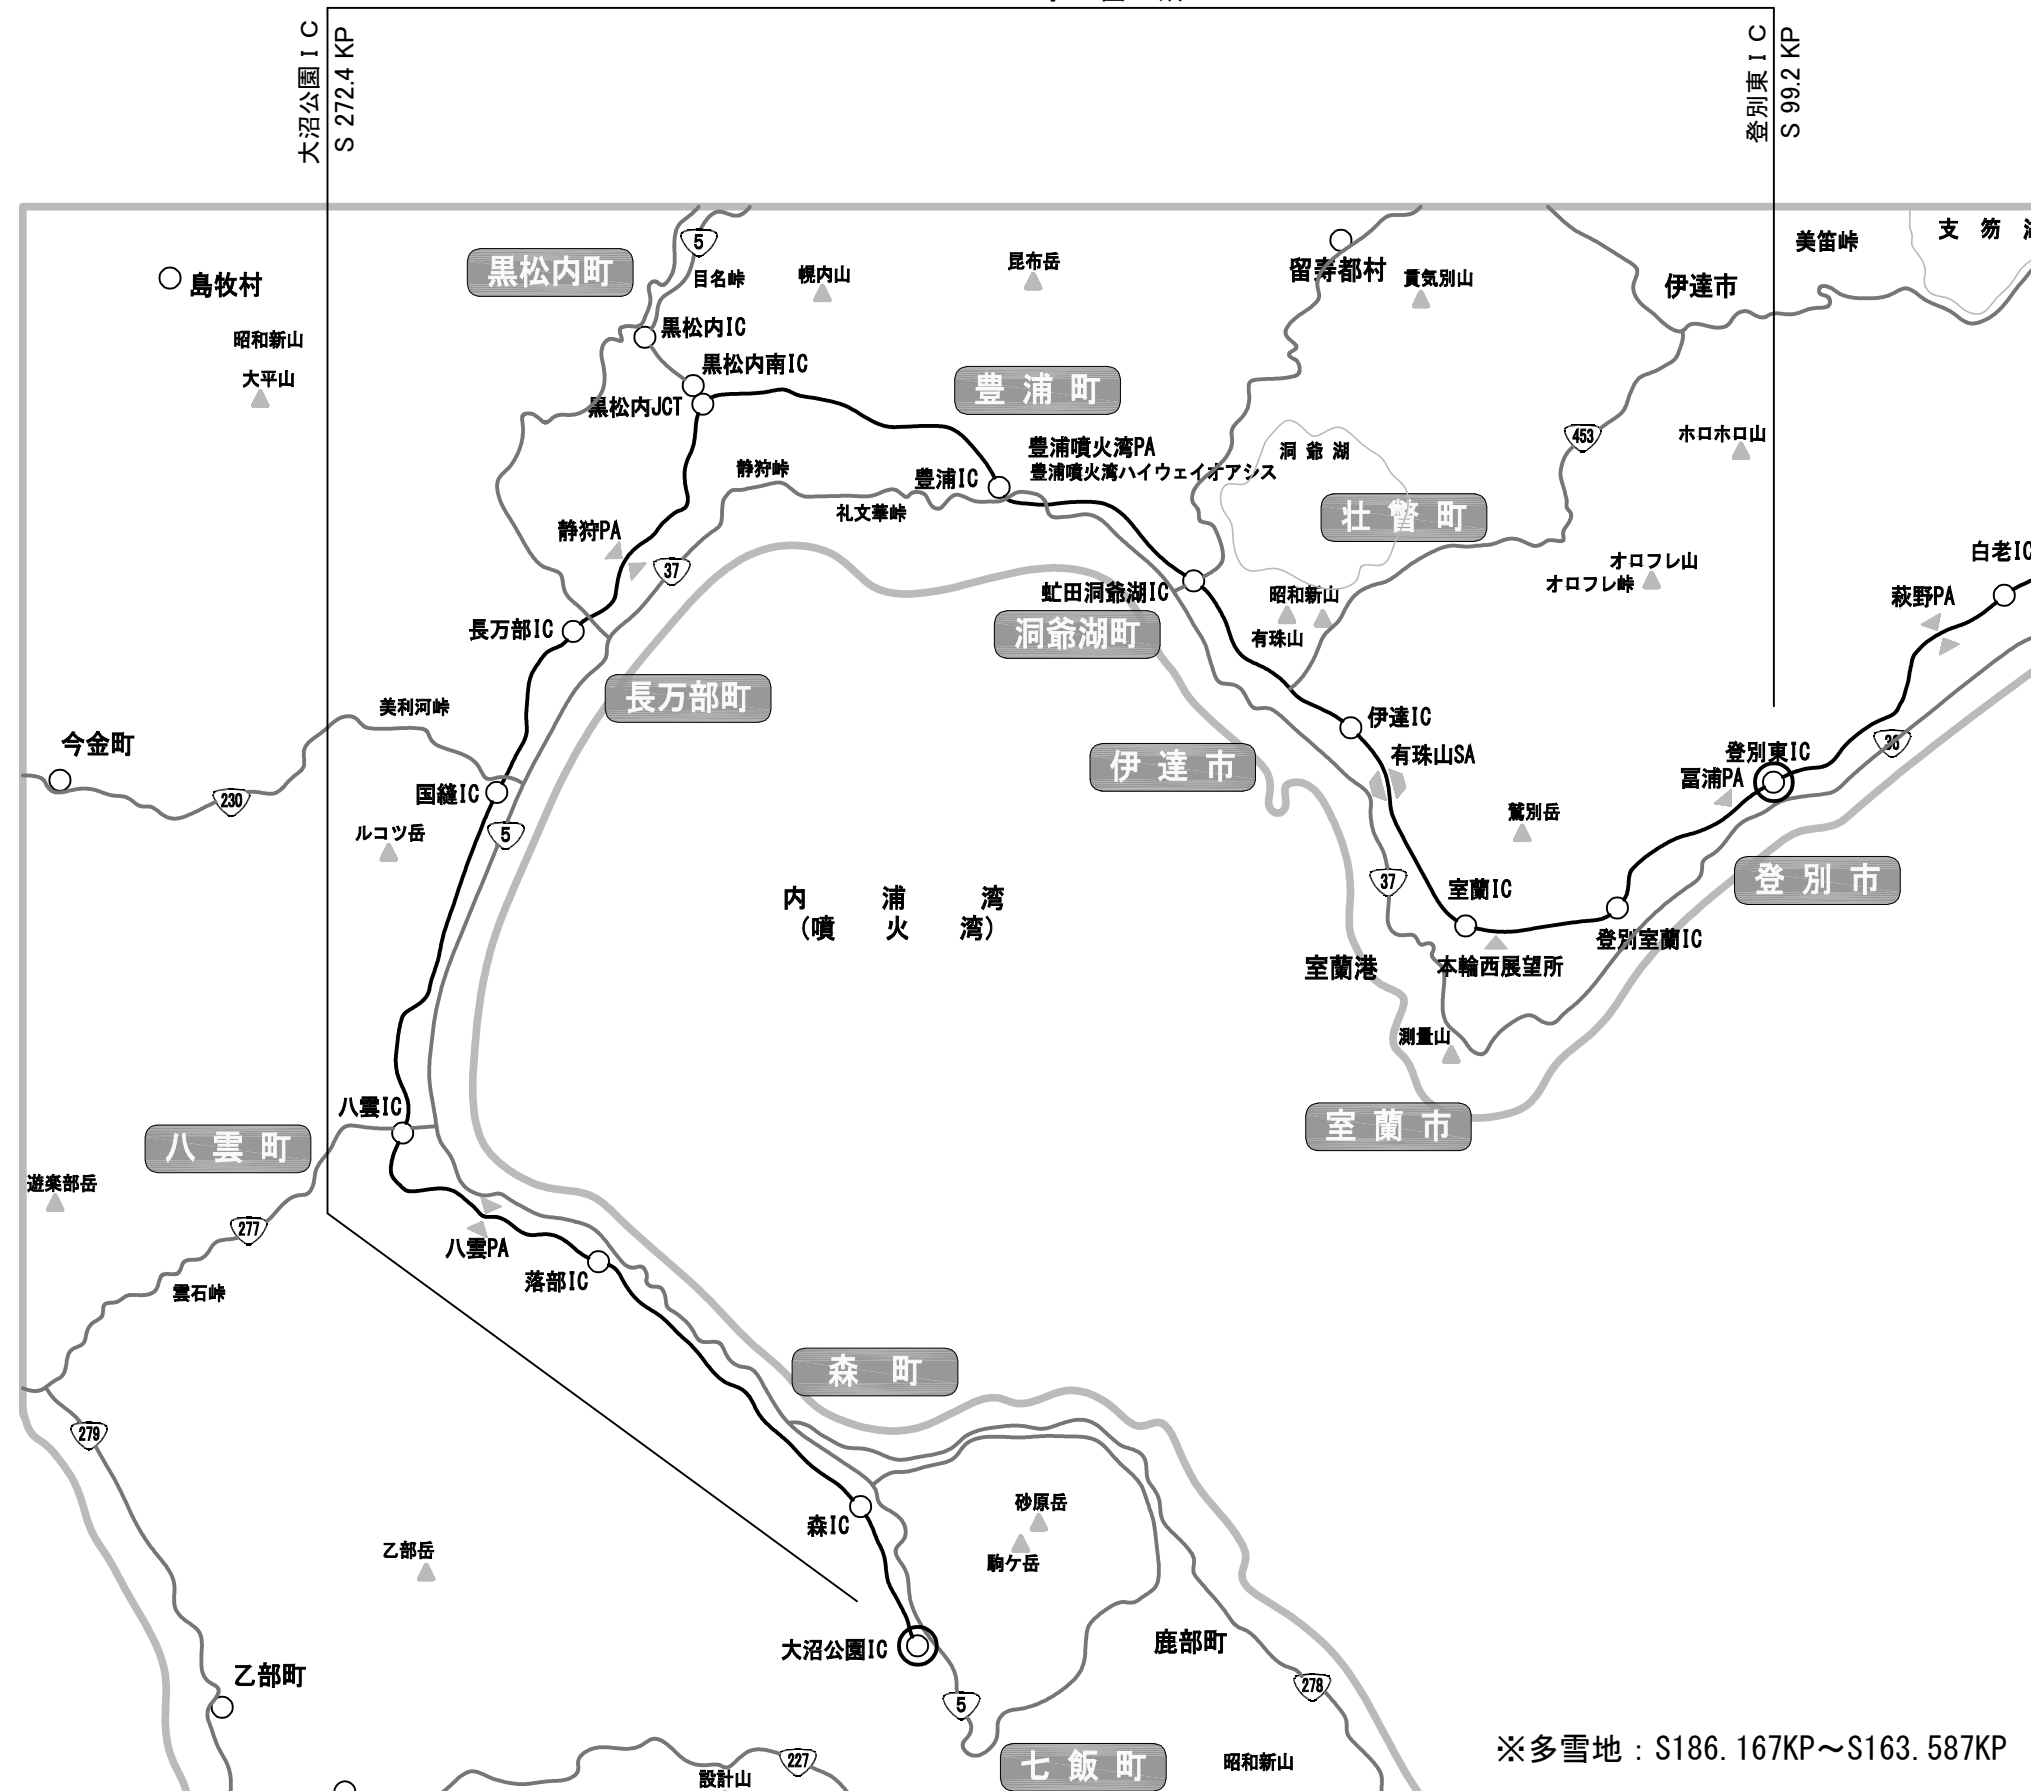 大沼公園ＩＣ
S 272.4 KP
登別東ＩＣ
S 99.2 KP
5
目名峠
黒松内町
幌内山
昆布岳
留寿都村
貫気別山
伊達市
美笛峠
支 笏
島牧村
昭和新山
大平山
黒松内IC
黒松内南IC
黒松内JCT
豊浦町
豊浦噴火湾PA
豊浦噴火湾ハイウェイオアシス
豊浦IC
洞爺湖
453
ホロホロ山
静狩峠
礼文華峠
壮瞥町
静狩PA
37
オロフレ山
オロフレ峠
白老IC
萩野PA
虻田洞爺湖IC
昭和新山
有珠山
洞爺湖町
長万部IC
長万部町
美利河峠
今金町
230
国縫IC
5
ルコツ岳
伊達IC
有珠山SA
伊達市
登別東IC
富浦PA
36
鷲別岳
登別市
37
室蘭IC
登別室蘭IC
内浦湾
(噴火湾)
室蘭港
本輪西展望所
測量山
室蘭市
八雲IC
八雲町
遊楽部岳
277
雲石峠
八雲PA
落部IC
森町
279
砂原岳
駒ケ岳
森IC
乙部岳
大沼公園IC
鹿部町
乙部町
278
5
七飯町
昭和新山
227
設計山
※多雪地：S186.167KP～S163.587KP